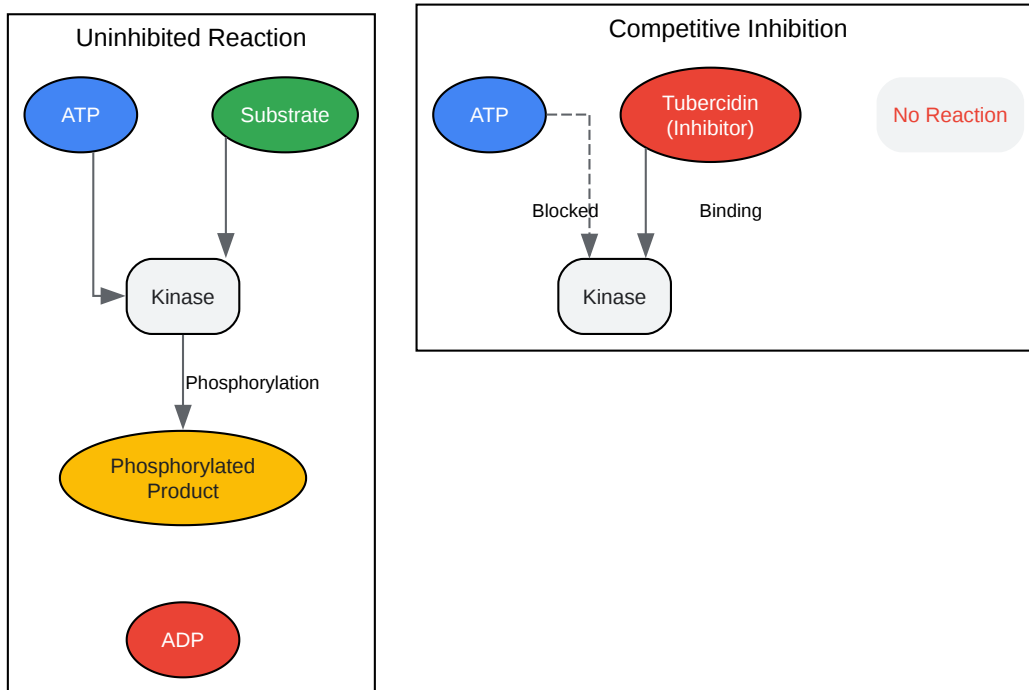 Uninhibited Reaction
ATP
Substrate
Kinase
Phosphorylation
Phosphorylated
Product
ADP
Competitive Inhibition
ATP
Tubercidin
(Inhibitor)
No Reaction
Blocked
Binding
Kinase